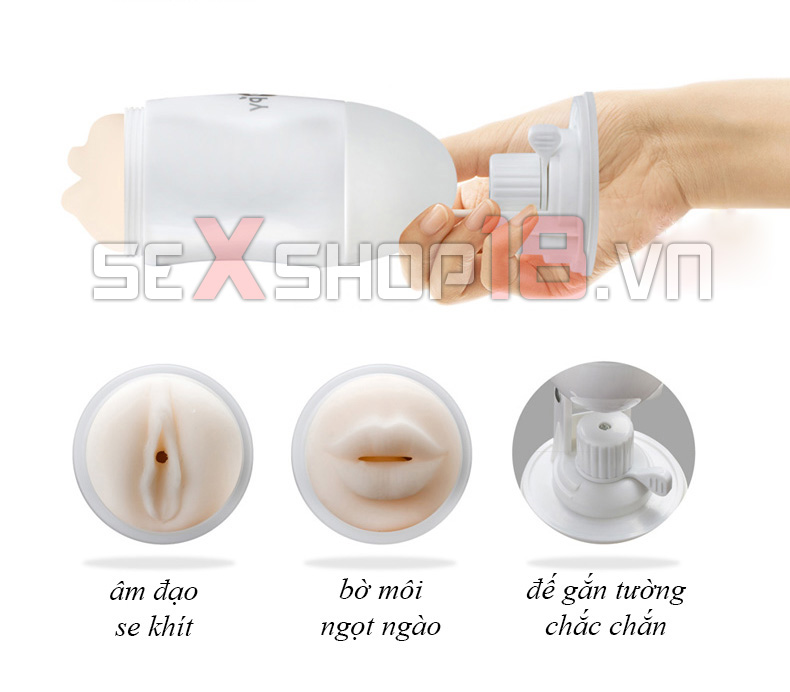 seXshop18.vn
âm đạo
se khít
bờ môi
ngọt ngào
đế gắn tường
chắc chắn